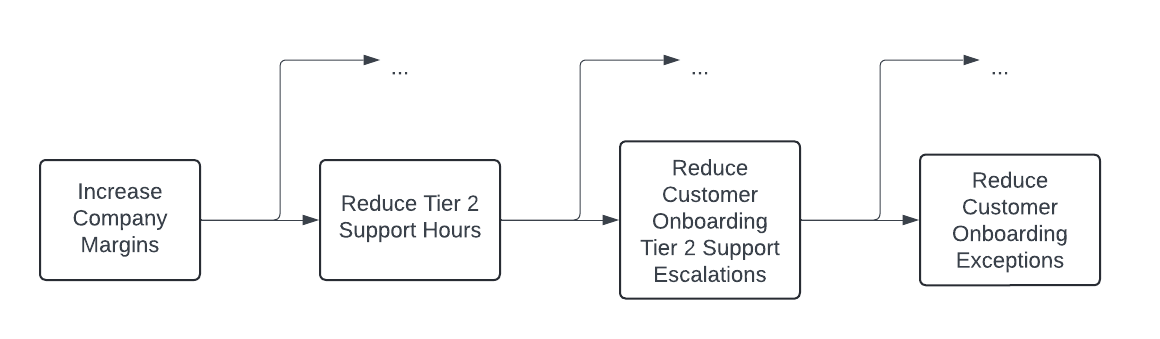 ...
...
...
Increase
Company
Margins
Reduce Tier 2
Support Hours
Reduce
Customer
Onboarding
Tier 2 Support
Escalations
Reduce
Customer
Onboarding
Exceptions